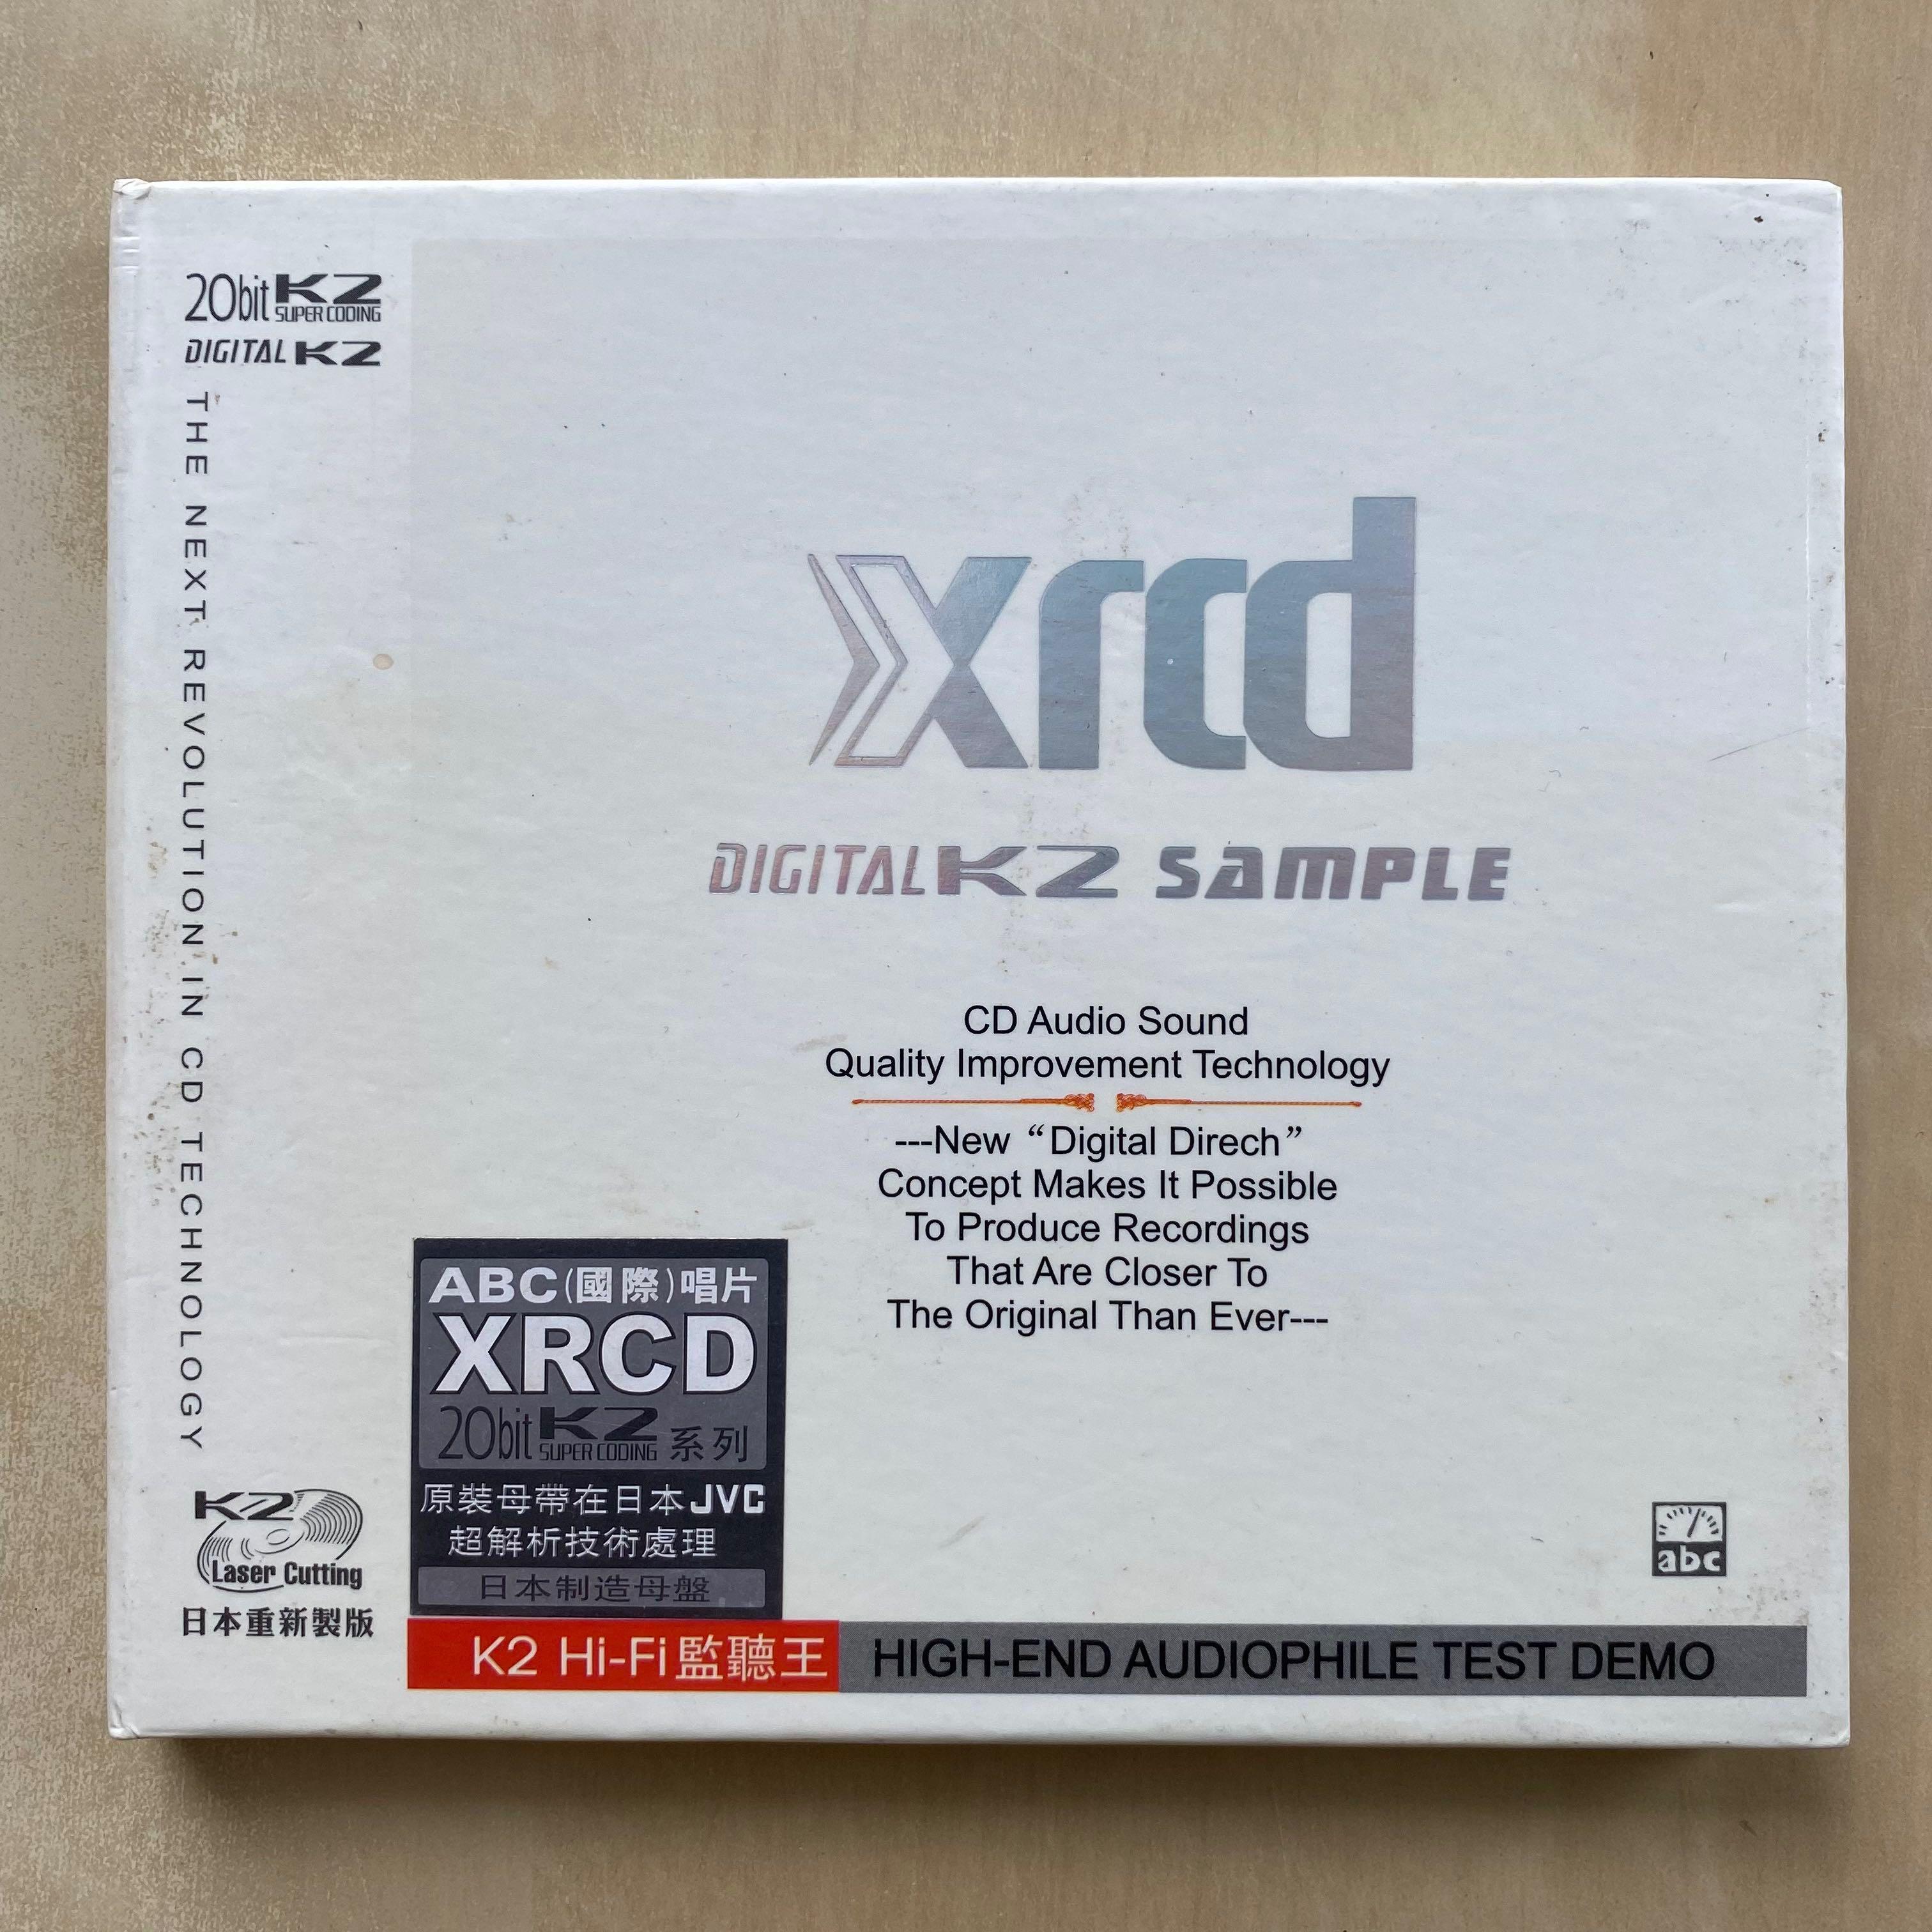 20bit K2
SUPER CODING
DIGITAL K2
THE NEXT REVOLUTION IN CD TECHNOLOGY
K2
Laser Cutting
日本重新製版
xrcd
DIGITAL K2 SAMPLE
CD Audio Sound
Quality Improvement Technology
---New “Digital Direch”
Concept Makes It Possible
To Produce Recordings
That Are Closer To
The Original Than Ever---
ABC(國際)唱片
XRCD
20bit K2 SUPER CODING 系列
原裝母帶在日本JVC
超解析技術處理
日本制造母盤
abc
K2 Hi-Fi監聽王 HIGH-END AUDIOPHILE TEST DEMO